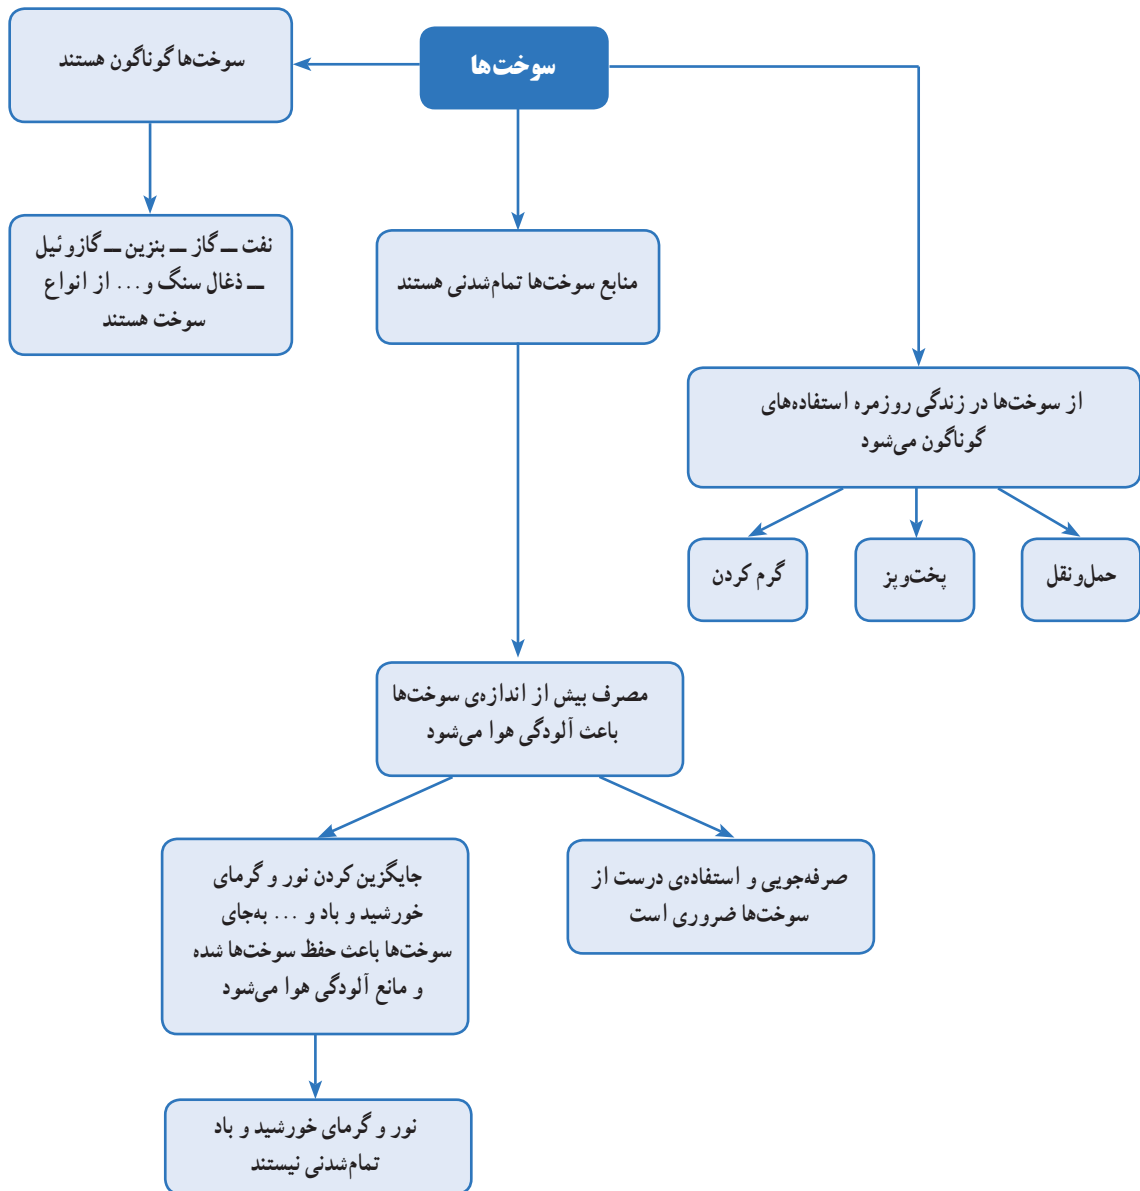 سوخت‌ها
سوخت‌ها گوناگون هستند
نفت ـ گاز ـ بنزین ـ گازوئیل
ـ ذغال سنگ و... از انواع
سوخت هستند
منابع سوخت‌ها تمام‌شدنی هستند
از سوخت‌ها در زندگی روزمره استفاده‌های
گوناگون می‌شود
حمل‌ونقل
پخت‌وپز
گرم کردن
مصرف بیش از اندازه‌ی سوخت‌ها
باعث آلودگی هوا می‌شود
صرفه‌جویی و استفاده‌ی درست از
سوخت‌ها ضروری است
جایگزین کردن نور و گرمای
خورشید و باد و ... به‌جای
سوخت‌ها باعث حفظ سوخت‌ها شده
و مانع آلودگی هوا می‌شود
نور و گرمای خورشید و باد
تمام‌شدنی نیستند